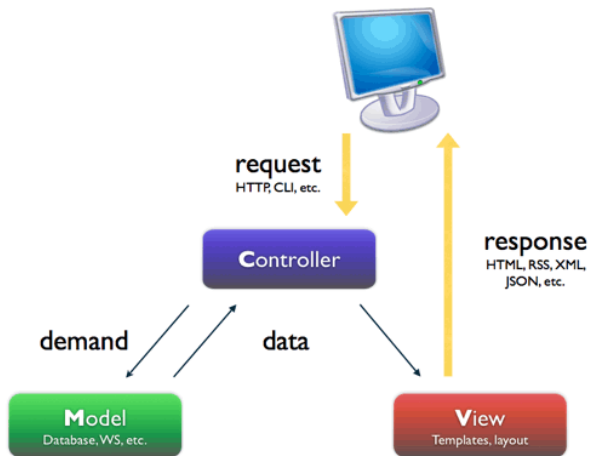 request
HTTP, CLI, etc.
Controller
response
HTML, RSS, XML,
JSON, etc.
demand
data
Model
Database, WS, etc.
View
Templates, layout